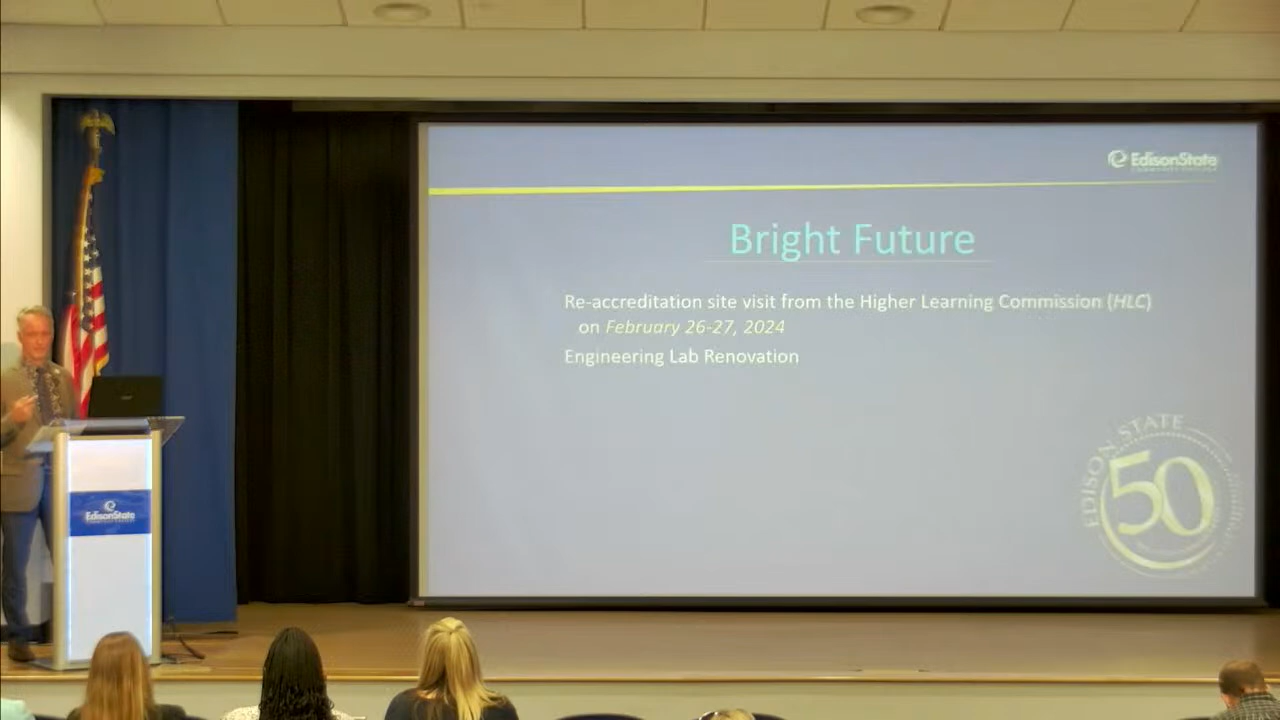 EdisonState
Bright Future
Re-accreditation site visit from the Higher Learning Commission (HLC)
on February 26-27, 2024
Engineering Lab Renovation
EDISON STATE
50
EdisonState